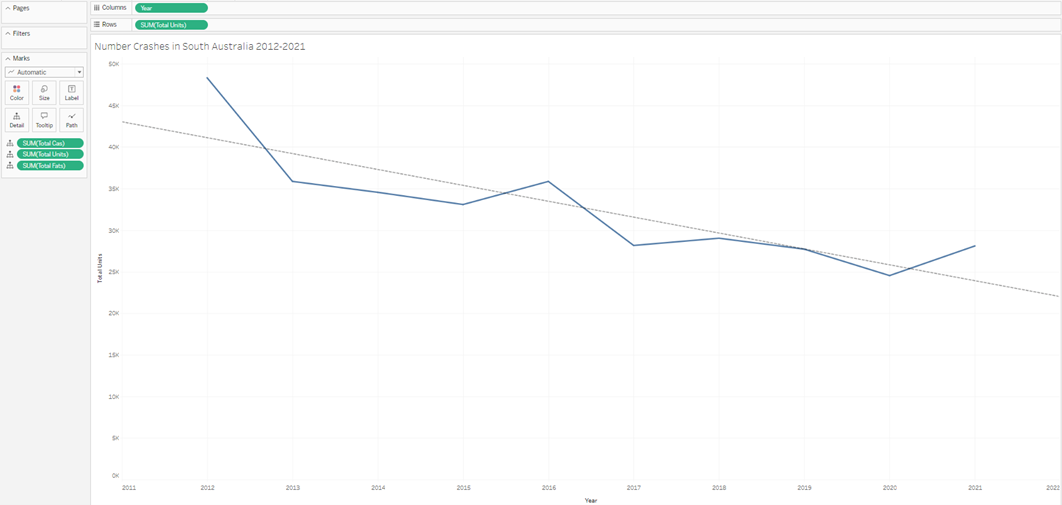 Pages
Columns
Year
Rows
SUM(Total Units)
Filters
Marks
Automatic
Color
Size
Label
Detail
Tooltip
Path
SUM(Total Cas)
SUM(Total Units)
SUM(Total Fats)
Number Crashes in South Australia 2012-2021
50K
45K
40K
35K
30K
25K
20K
15K
10K
5K
0K
Total Units
2011 2012 2013 2014 2015 2016 2017 2018 2019 2020 2021 2022
Year